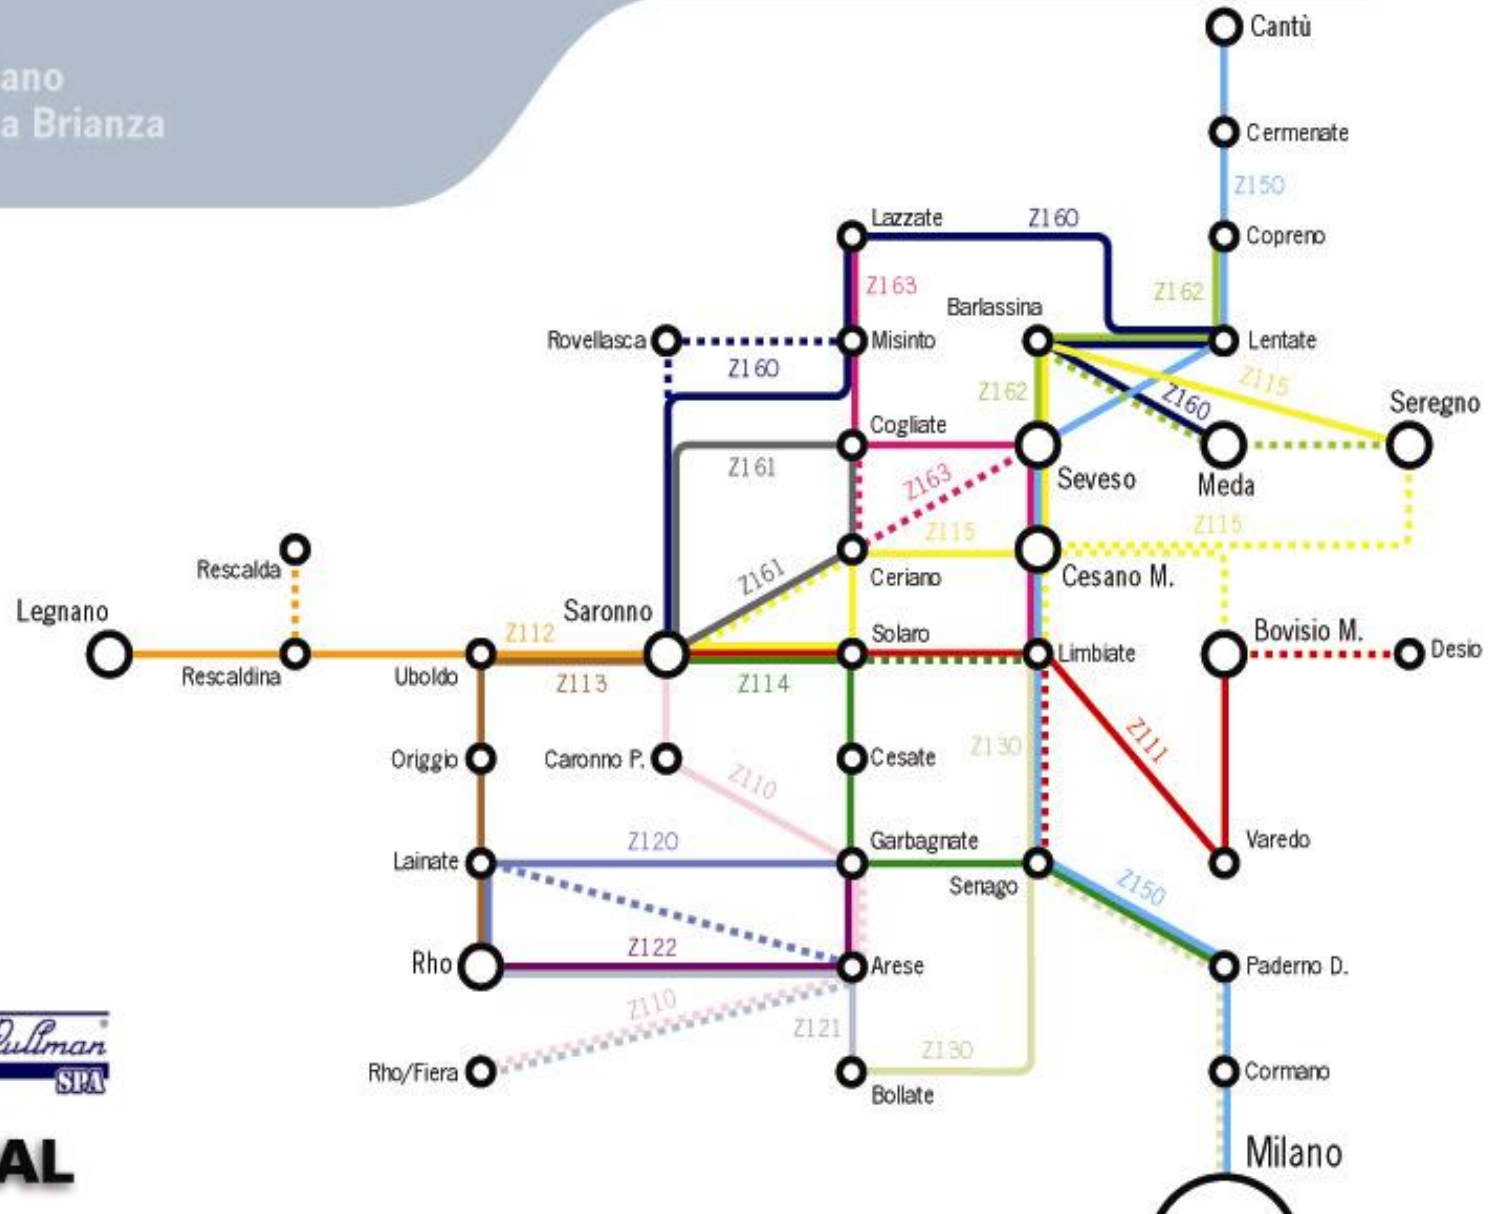 ano
a Brianza
Cantù
Cermenate
Z150
Lazzate
Z160
Copreno
Z163
Z162
Barlassina
Rovellasca
Misinto
Lentate
Z160
Z162
Z160
Z115
Seregno
Cogliate
Z161
Z163
Seveso
Meda
Z115
Z115
Rescalda
Z161
Ceriano
Cesano M.
Legnano
Saronno
Z112
Solaro
Limbiate
Bovisio M.
Desio
Rescaldina
Uboldo
Z113
Z114
Z130
Z111
Origgio
Caronno P.
Z110
Cesate
Z120
Garbagnate
Varedo
Lainate
Senago
Z150
Z122
Rho
Arese
Paderno D.
Z110
Z121
Z130
Rho/Fiera
Cormano
Bollate
Pullman
SPA
AL
Milano